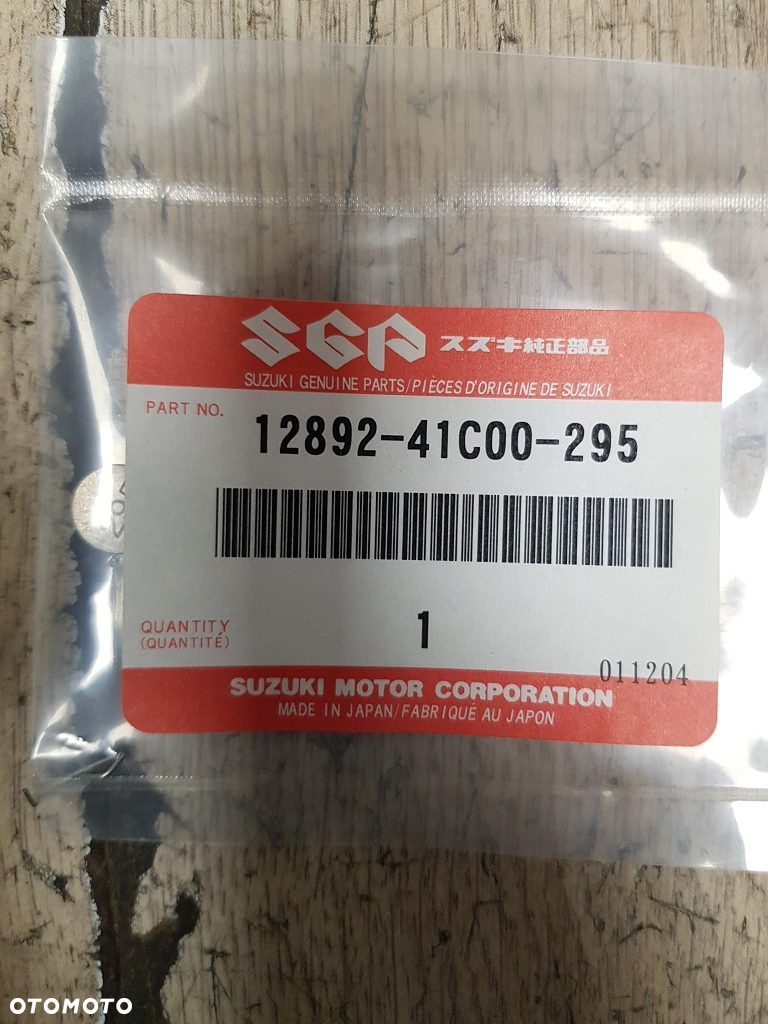 SGP スズキ純正部品
SUZUKI GENUINE PARTS/PIÈCES D'ORIGINE DE SUZUKI
PART NO. 12892-41C00-295
QUANTITY
(QUANTITÉ)
1
011204
SUZUKI MOTOR CORPORATION
MADE IN JAPAN/FABRIQUÉ AU JAPON
OTOMOTO